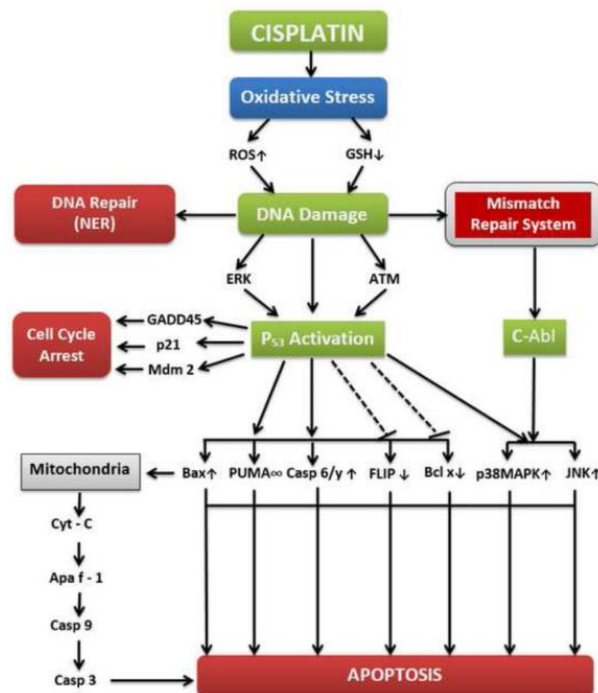 CISPLATIN
Oxidative Stress
ROS↑ GSH↓
DNA Repair
(NER)
DNA Damage
Mismatch
Repair System
ERK ATM
Cell Cycle
Arrest
GADD45
p21
Mdm 2
P53 Activation
C-Abl
Mitochondria
Bax↑ PUMA∞ Casp 6/y ↑ FLIP ↓ Bcl x↓ p38MAPK↑ JNK↑
Cyt - C
Apa f - 1
Casp 9
Casp 3
APOPTOSIS